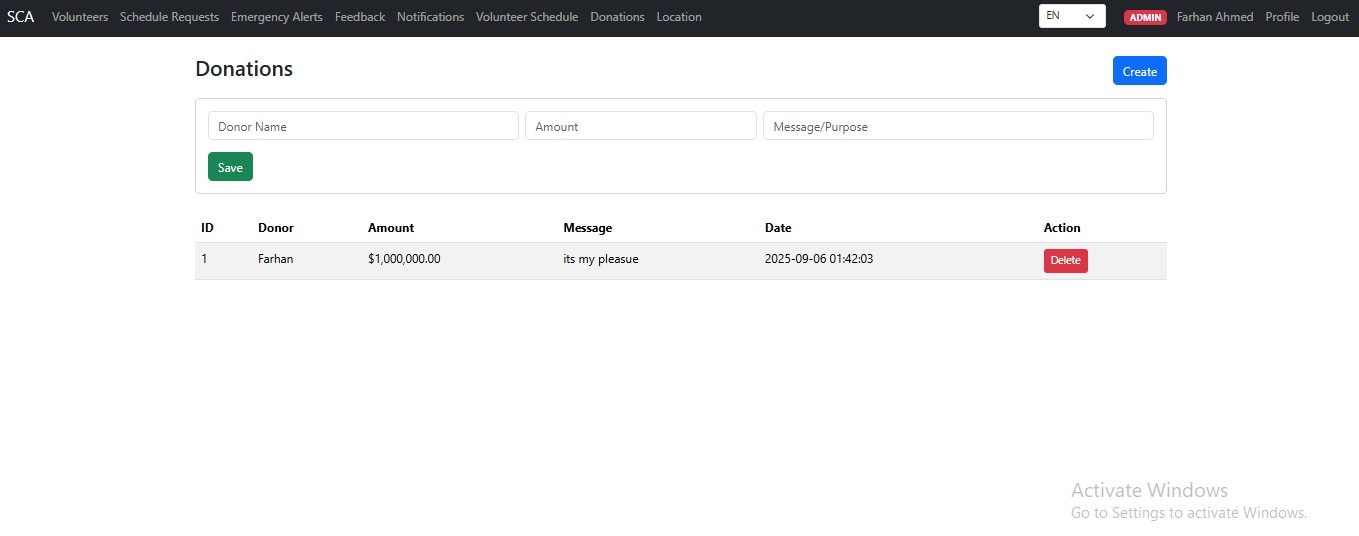 SCA Volunteers Schedule Requests Emergency Alerts Feedback Notifications Volunteer Schedule Donations Location EN ADMIN Farhan Ahmed Profile Logout
Donations Create
Donor Name Amount Message/Purpose
Save
ID Donor Amount Message Date Action
1 Farhan $1,000,000.00 its my pleasue 2025-09-06 01:42:03 Delete
Activate Windows
Go to Settings to activate Windows.